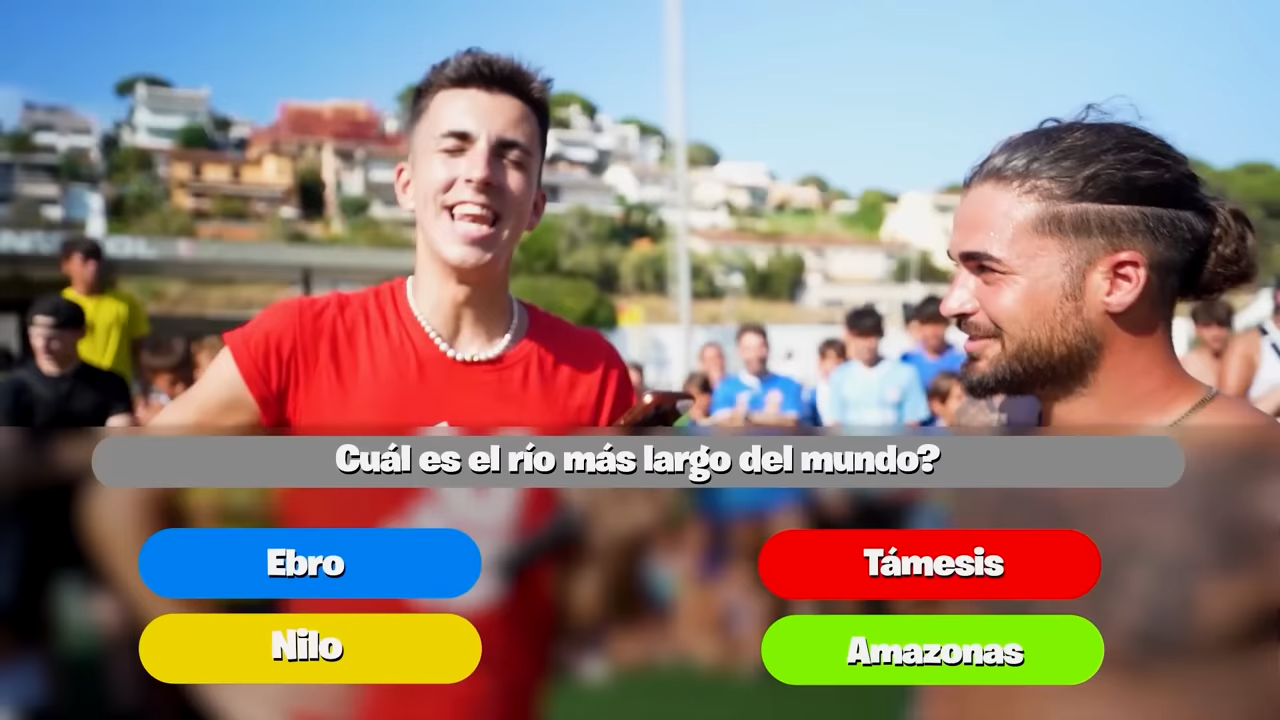 Cuál es el río más largo del mundo?
Ebro
Támesis
Nilo
Amazonas